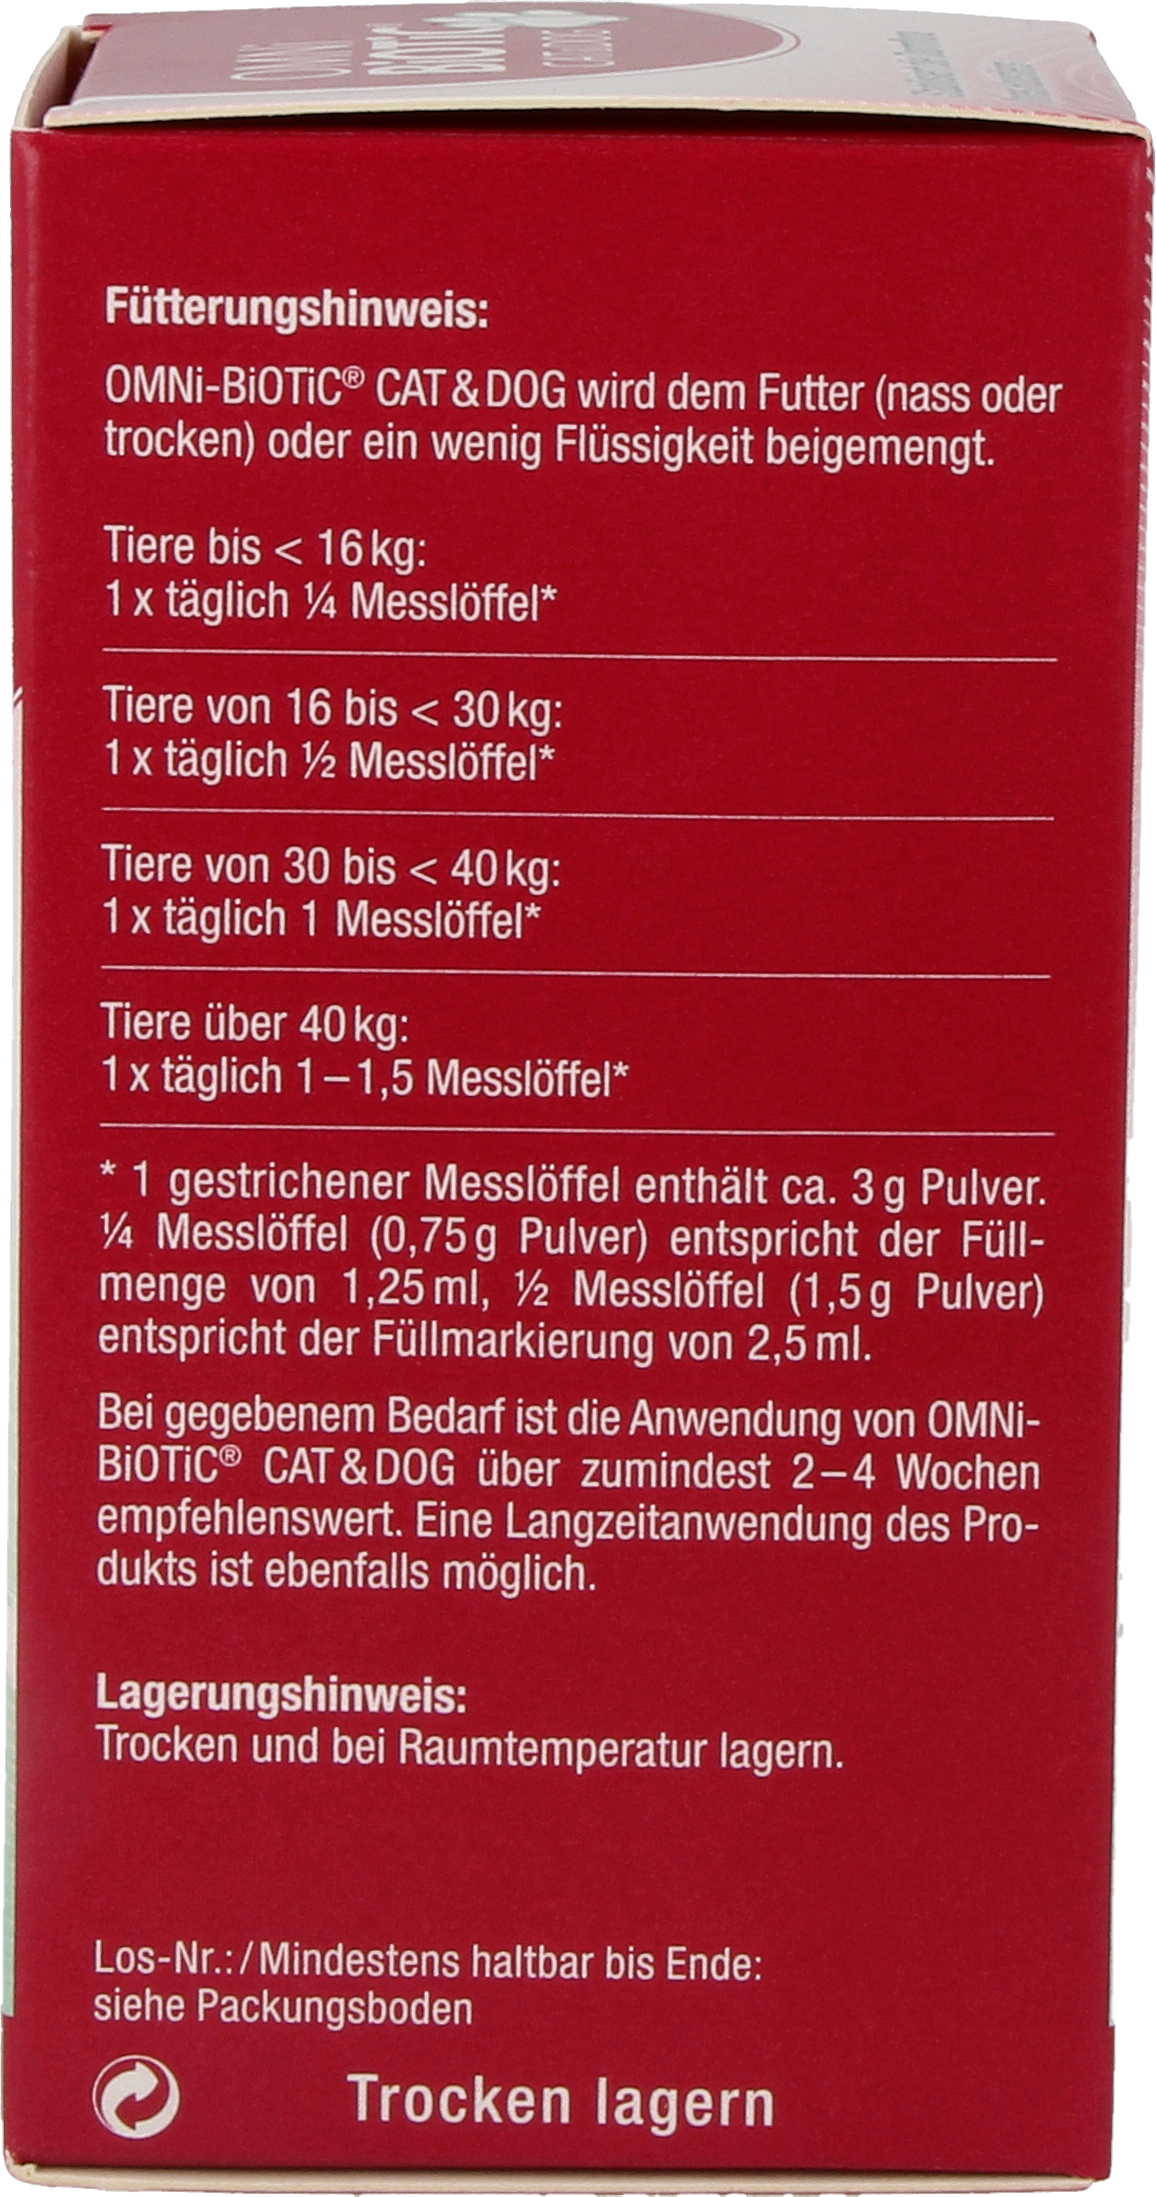 OMNi
BiOTiC®
CAT & DOG
Fütterungshinweis:
OMNi-BiOTiC® CAT & DOG wird dem Futter (nass oder
trocken) oder ein wenig Flüssigkeit beigemengt.
Tiere bis < 16 kg:
1 x täglich ¼ Messlöffel*
Tiere von 16 bis < 30 kg:
1 x täglich ½ Messlöffel*
Tiere von 30 bis < 40 kg:
1 x täglich 1 Messlöffel*
Tiere über 40 kg:
1 x täglich 1–1,5 Messlöffel*
* 1 gestrichener Messlöffel enthält ca. 3 g Pulver.
¼ Messlöffel (0,75 g Pulver) entspricht der Füll-
menge von 1,25 ml, ½ Messlöffel (1,5 g Pulver)
entspricht der Füllmarkierung von 2,5 ml.
Bei gegebenem Bedarf ist die Anwendung von OMNi-
BiOTiC® CAT & DOG über zumindest 2–4 Wochen
empfehlenswert. Eine Langzeitanwendung des Pro-
dukts ist ebenfalls möglich.
Lagerungshinweis:
Trocken und bei Raumtemperatur lagern.
Los-Nr.: / Mindestens haltbar bis Ende:
siehe Packungsboden
Trocken lagern